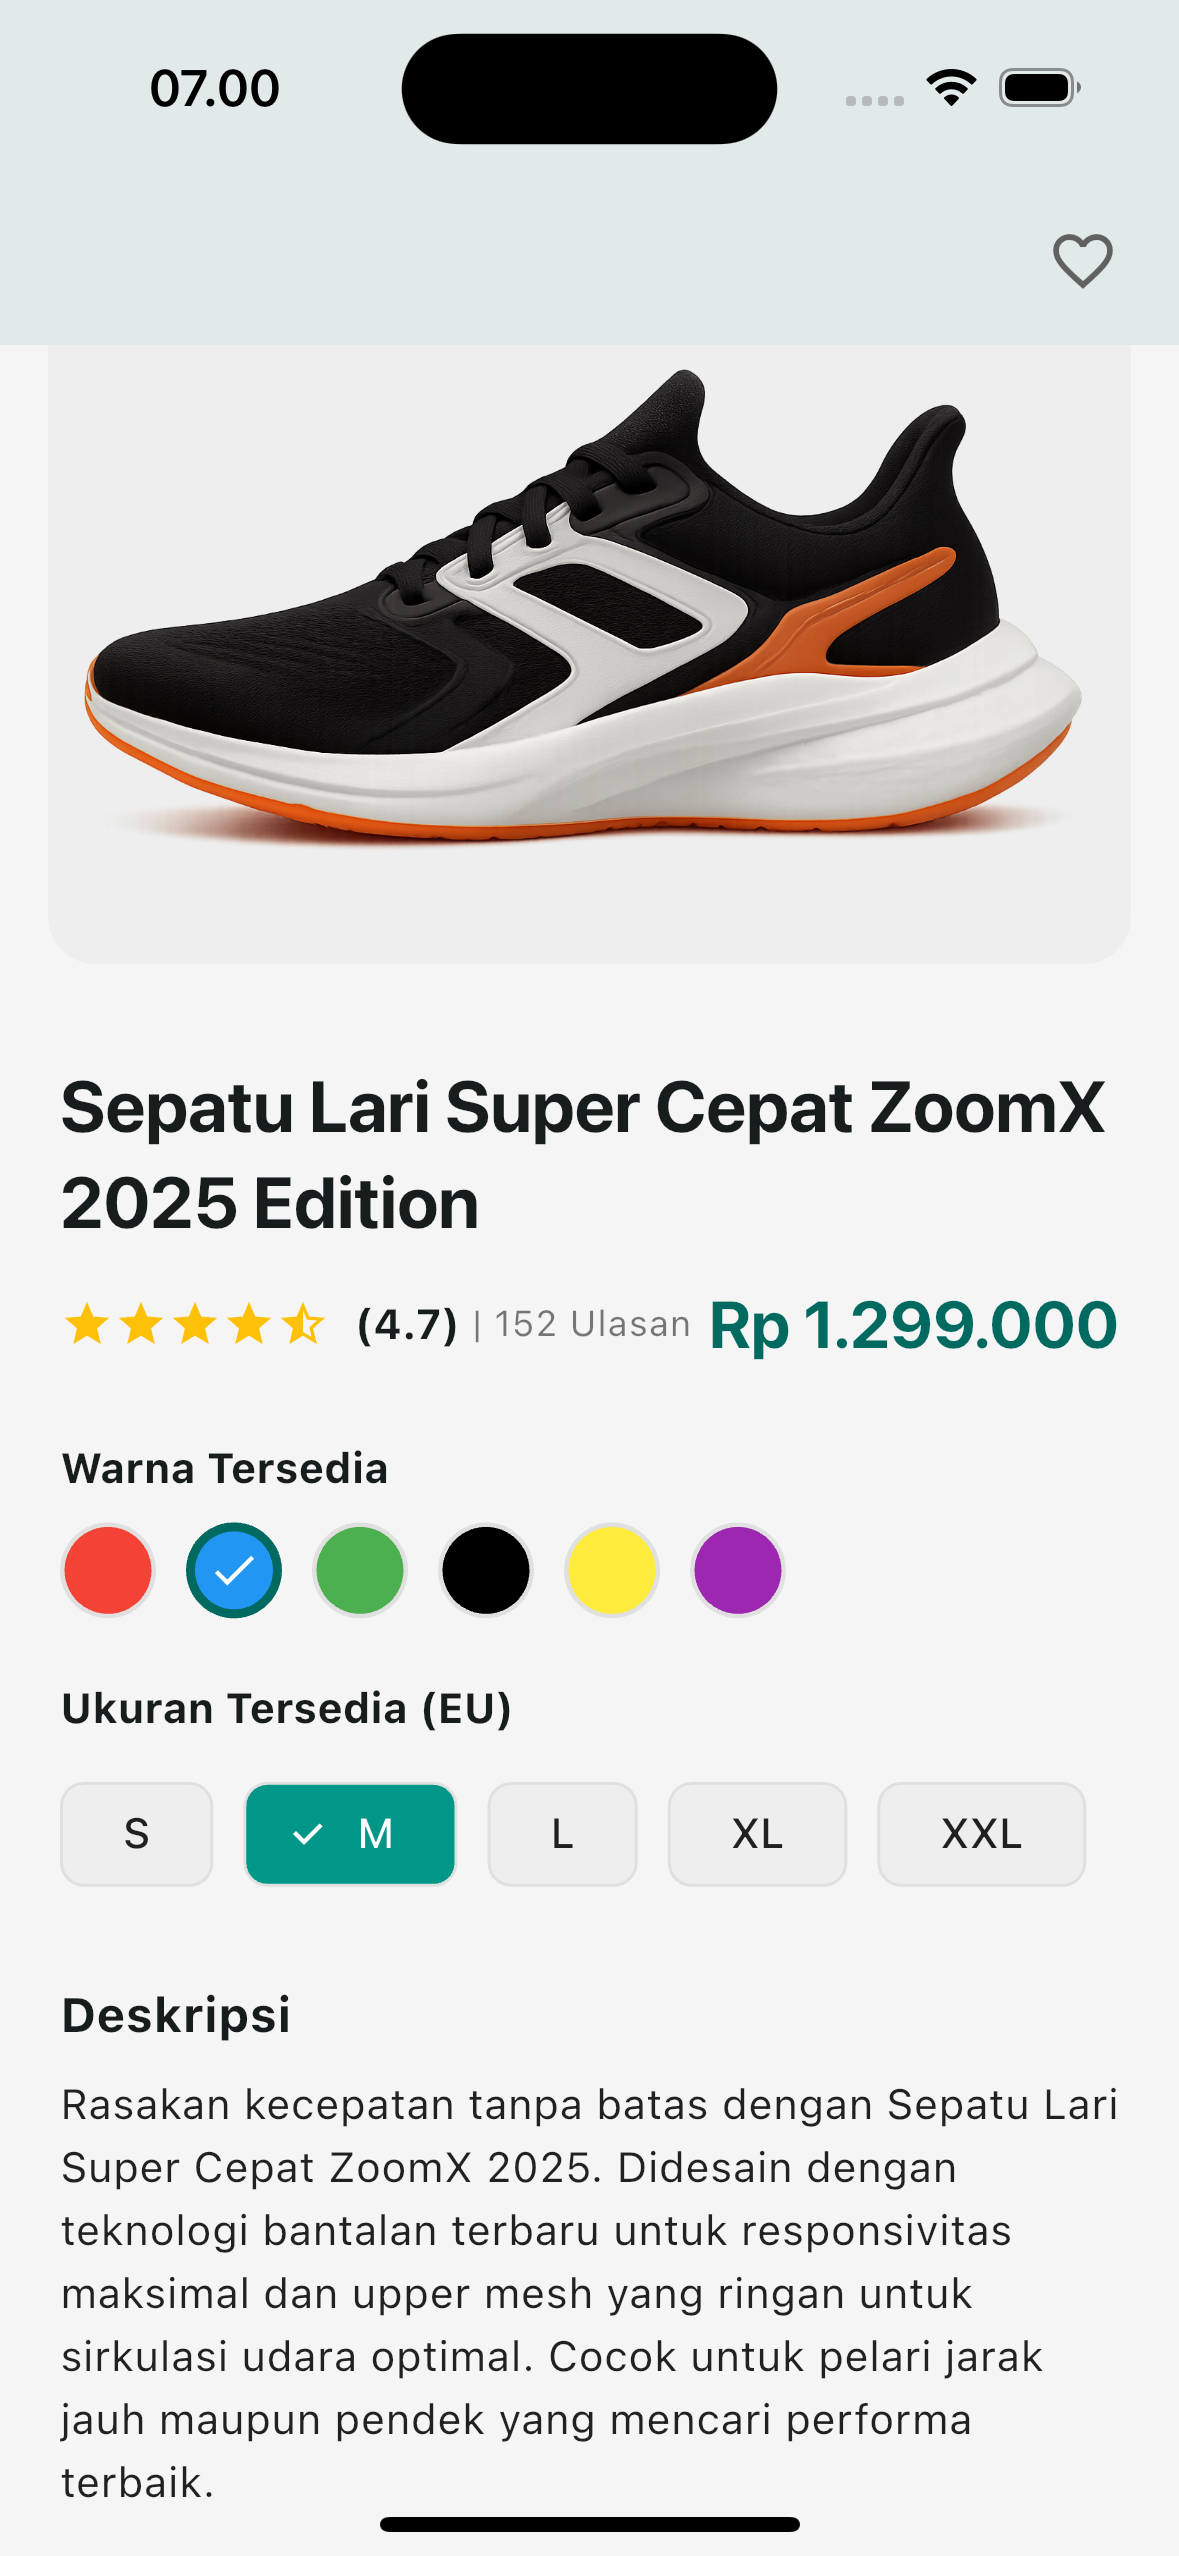 07.00
Sepatu Lari Super Cepat ZoomX
2025 Edition
(4.7) | 152 Ulasan Rp 1.299.000
Warna Tersedia
Ukuran Tersedia (EU)
S M L XL XXL
Deskripsi
Rasakan kecepatan tanpa batas dengan Sepatu Lari
Super Cepat ZoomX 2025. Didesain dengan
teknologi bantalan terbaru untuk responsivitas
maksimal dan upper mesh yang ringan untuk
sirkulasi udara optimal. Cocok untuk pelari jarak
jauh maupun pendek yang mencari performa
terbaik.